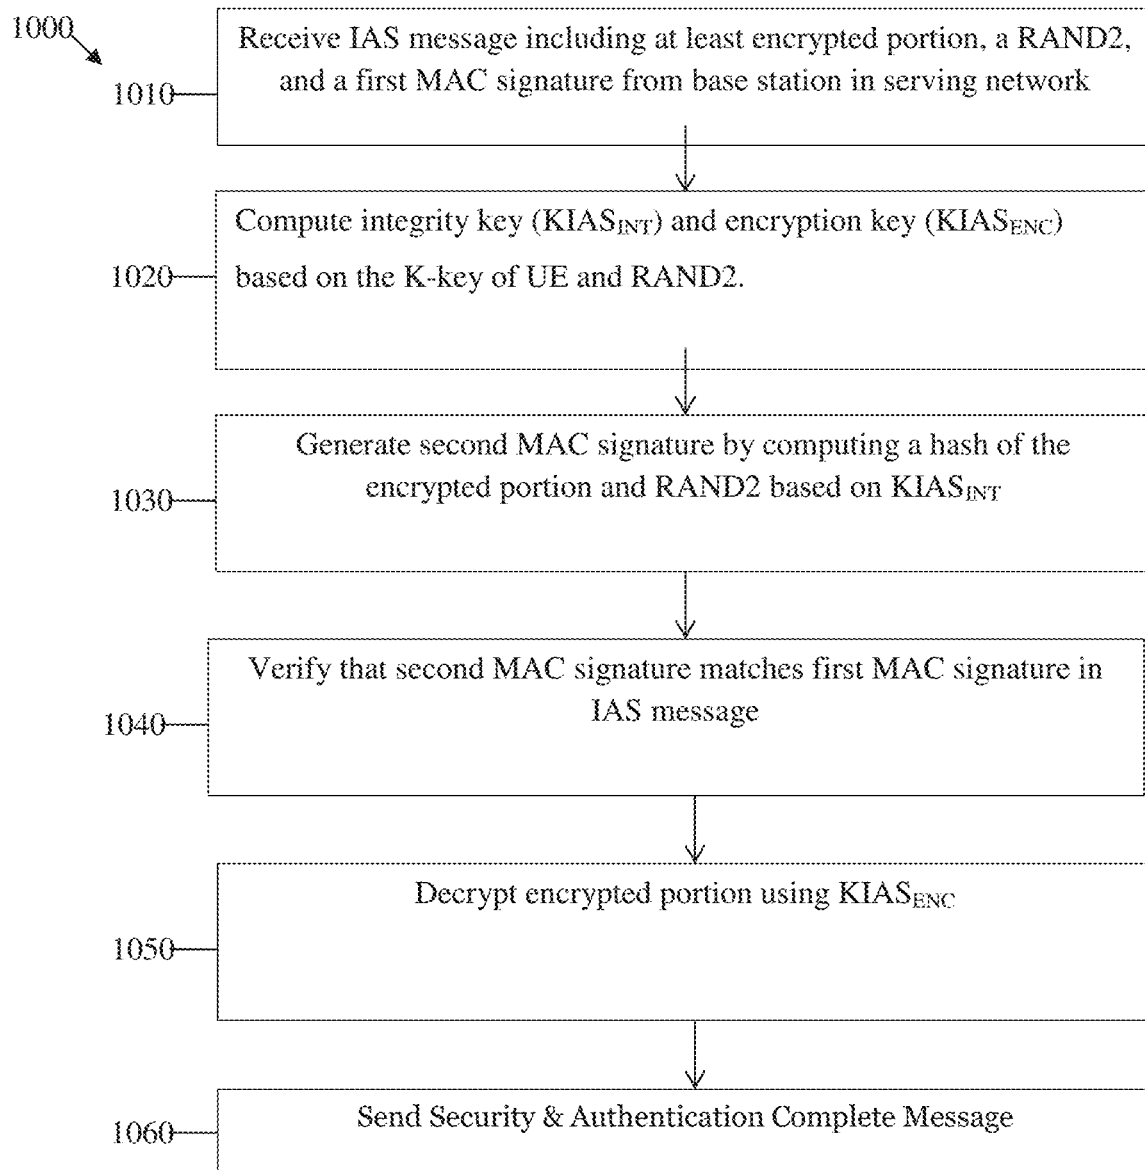 1000
Receive IAS message including at least encrypted portion, a RAND2,
and a first MAC signature from base station in serving network
1010
Compute integrity key (KIAS_INT) and encryption key (KIAS_ENC)
based on the K-key of UE and RAND2.
1020
Generate second MAC signature by computing a hash of the
encrypted portion and RAND2 based on KIAS_INT
1030
Verify that second MAC signature matches first MAC signature in
IAS message
1040
Decrypt encrypted portion using KIAS_ENC
1050
Send Security & Authentication Complete Message
1060